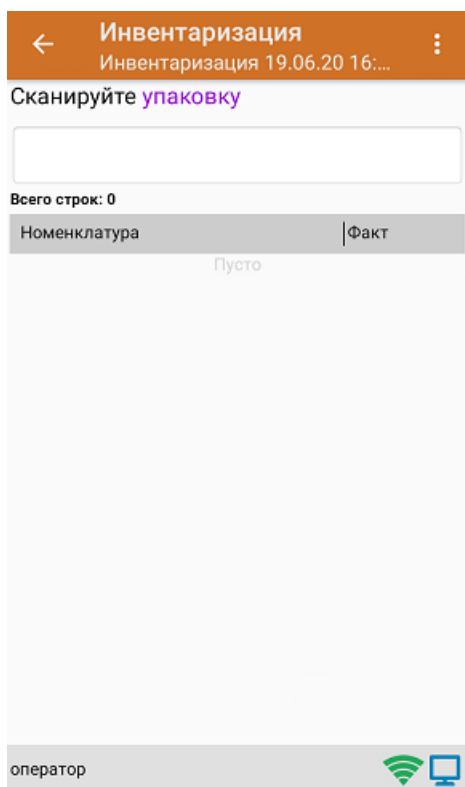 Инвентаризация
Инвентаризация 19.06.20 16:...
Сканируйте упаковку
Всего строк: 0
Номенклатура Факт
Пусто
оператор